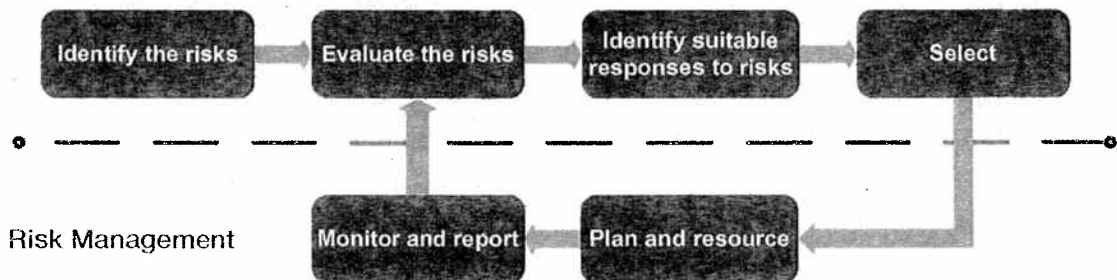 Identify the risks
Evaluate the risks
Identify suitable
responses to risks
Select
Risk Management
Monitor and report
Plan and resource